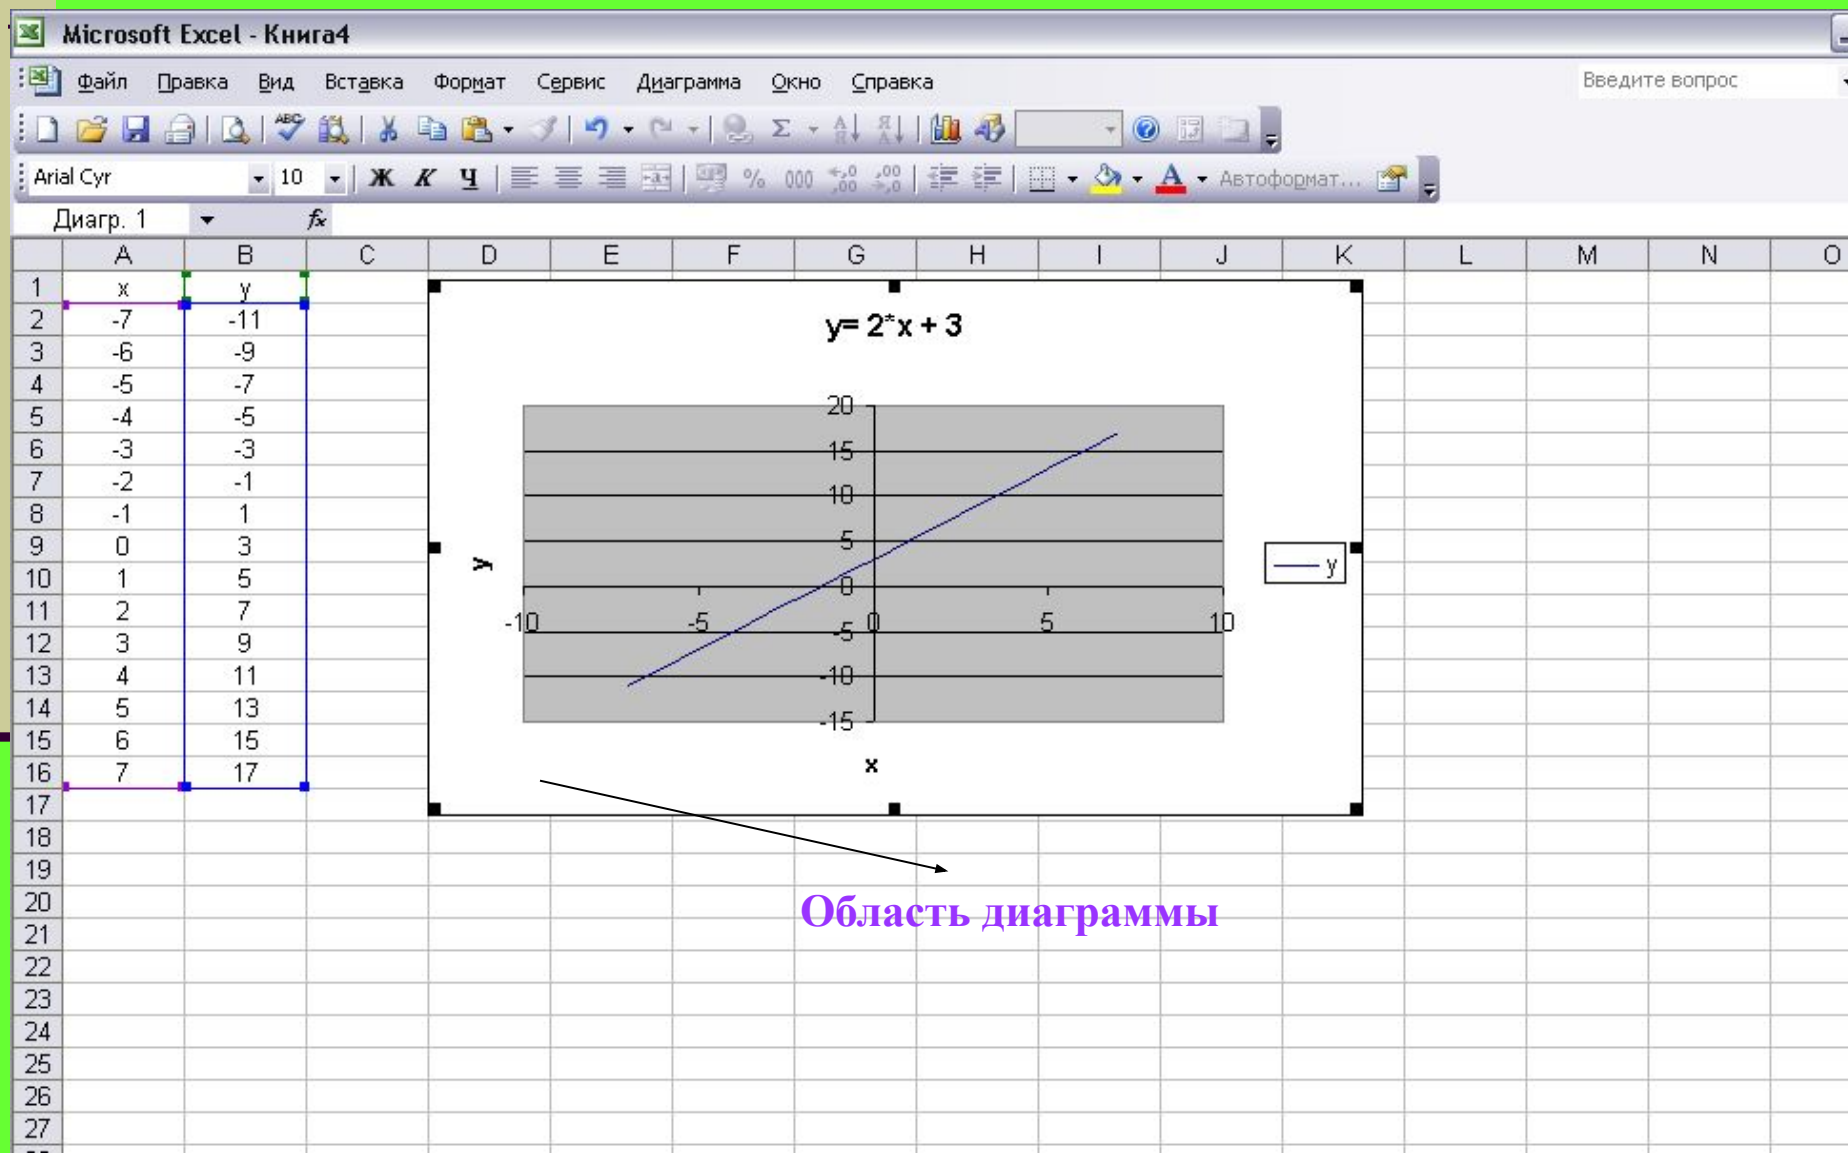 Microsoft Excel - Книга4
Файл Правка Вид Вставка Формат Сервис Диаграмма Окно Справка Введите вопрос
Arial Cyr 10 Ж К Ч % 000 Автоформат...
Диагр. 1 fx
A B C D E F G H I J K L M N O
1 x y
2 -7 -11
3 -6 -9
4 -5 -7
5 -4 -5
6 -3 -3
7 -2 -1
8 -1 1
9 0 3
10 1 5
11 2 7
12 3 9
13 4 11
14 5 13
15 6 15
16 7 17
17
18
19
20
21
22
23
24
25
26
27
y= 2*x + 3
20
15
10
5
0
-5
-10
-15
-10 -5 0 5 10
y
x
y
Область диаграммы